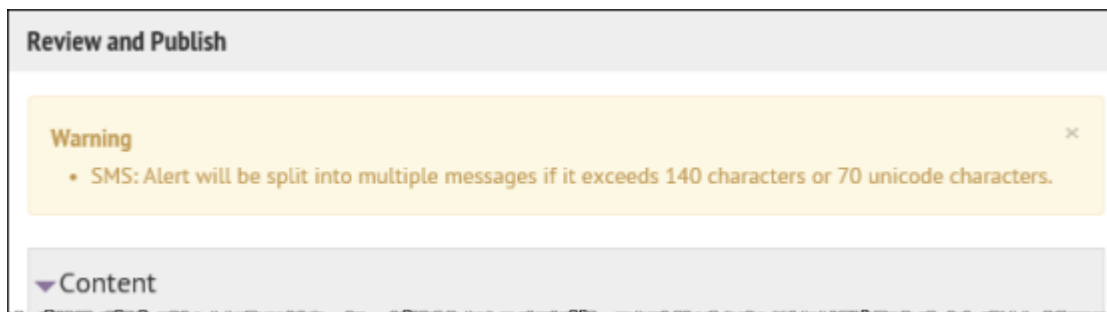 Review and Publish
Warning
×
• SMS: Alert will be split into multiple messages if it exceeds 140 characters or 70 unicode characters.
Content